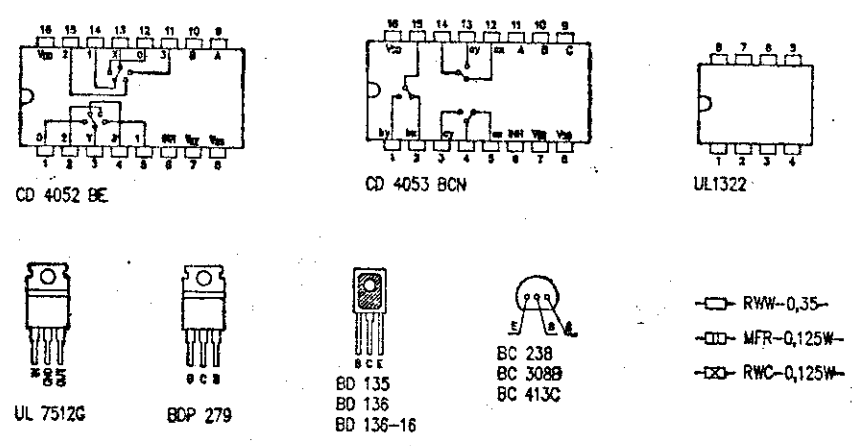 16 15 14 13 12 11 10 9
VDD 2 1 X 0 3 B A
0 2 Y 3 1 INH VEE VSS
1 2 3 4 5 6 7 8
CD 4052 BE
16 15 14 13 12 11 10 9
VDD ay ax A B C
by bx cy cx INH VEE VSS
1 2 3 4 5 6 7 8
CD 4053 BCN
8 7 6 5
1 2 3 4
UL1322
IN GND OUT
UL 7512G
B C
BDP 279
B C E
BD 135
BD 136
BD 136-16
E B
BC 238
BC 308B
BC 413C
RWW-0,35-
MFR-0,125W-
RWC-0,125W-